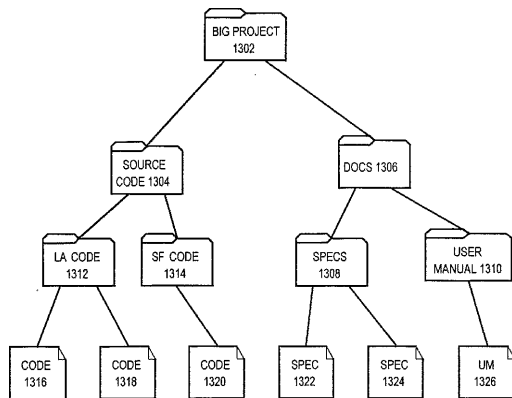 BIG PROJECT
1302
SOURCE
CODE 1304
DOCS 1306
LA CODE
1312
SF CODE
1314
SPECS
1308
USER
MANUAL 1310
CODE
1316
CODE
1318
CODE
1320
SPEC
1322
SPEC
1324
UM
1326